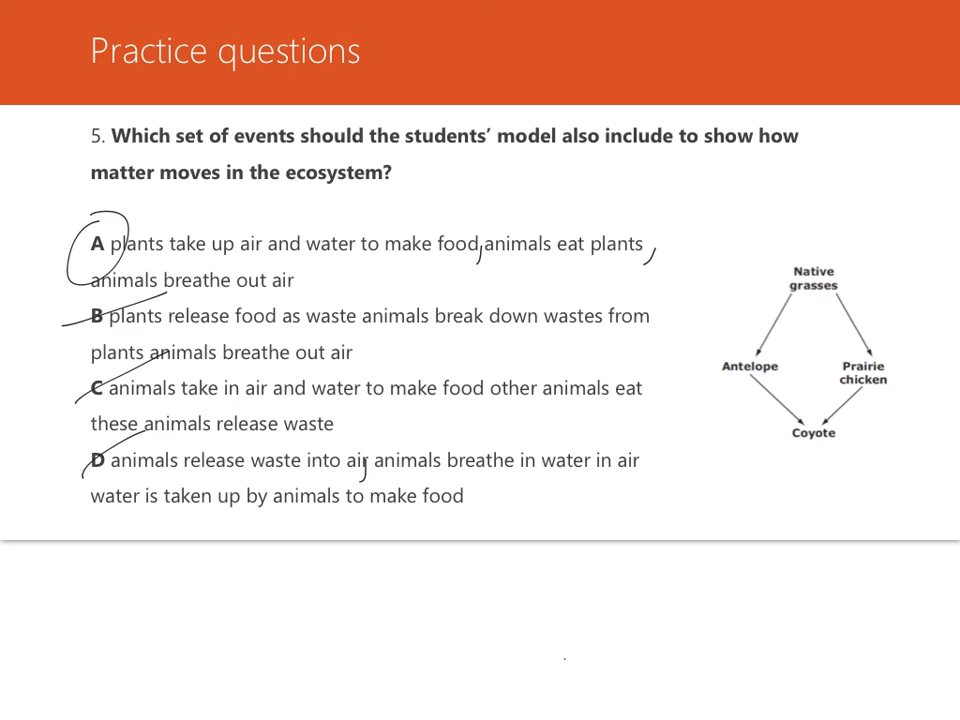 Practice questions
5. Which set of events should the students' model also include to show how
matter moves in the ecosystem?
A plants take up air and water to make food, animals eat plants,
animals breathe out air
B plants release food as waste animals break down wastes from
plants animals breathe out air
C animals take in air and water to make food other animals eat
these animals release waste
D animals release waste into air, animals breathe in water in air
water is taken up by animals to make food
Native
grasses
Antelope
Prairie
chicken
Coyote